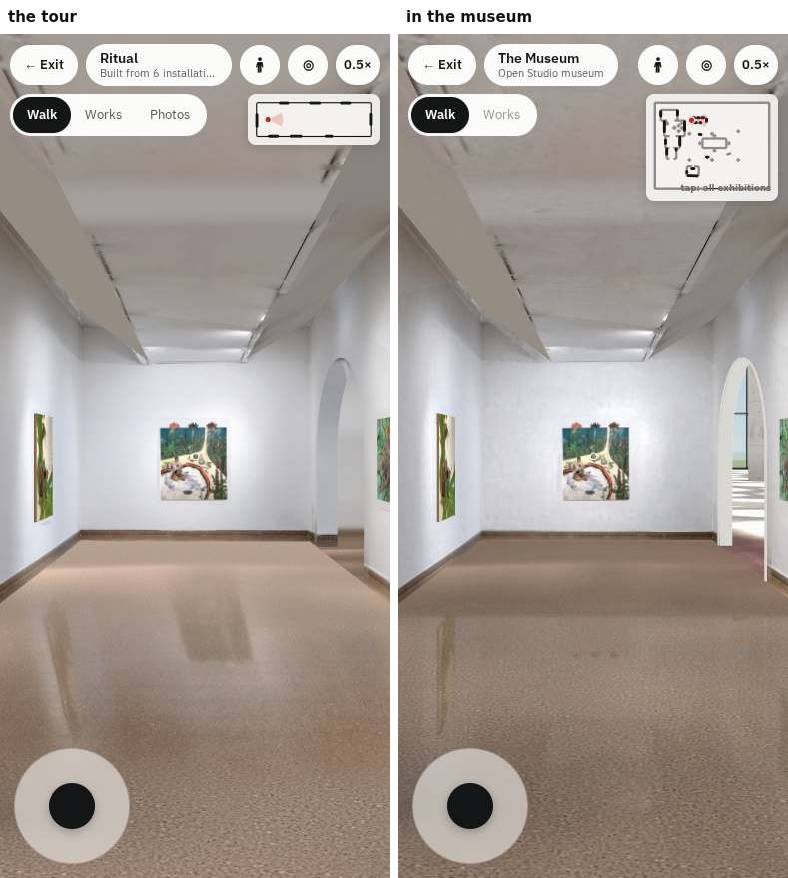 the tour
← Exit
Ritual
Built from 6 installati...
0.5×
Walk
Works
Photos
in the museum
← Exit
The Museum
Open Studio museum
0.5×
Walk
Works
tap: all exhibitions